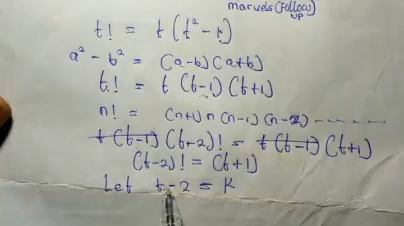 marvels (Follow
UP
t! = t (t² - 1)
a² - b² = (a-b) (a+b)
t! = t (t-1) (t+1)
n! = (n+1) n (n-1) (n-2) -----
t (t-1) (t-2)! = t (t-1) (t+1)
(t-2)! = (t+1)
Let t-2 = K